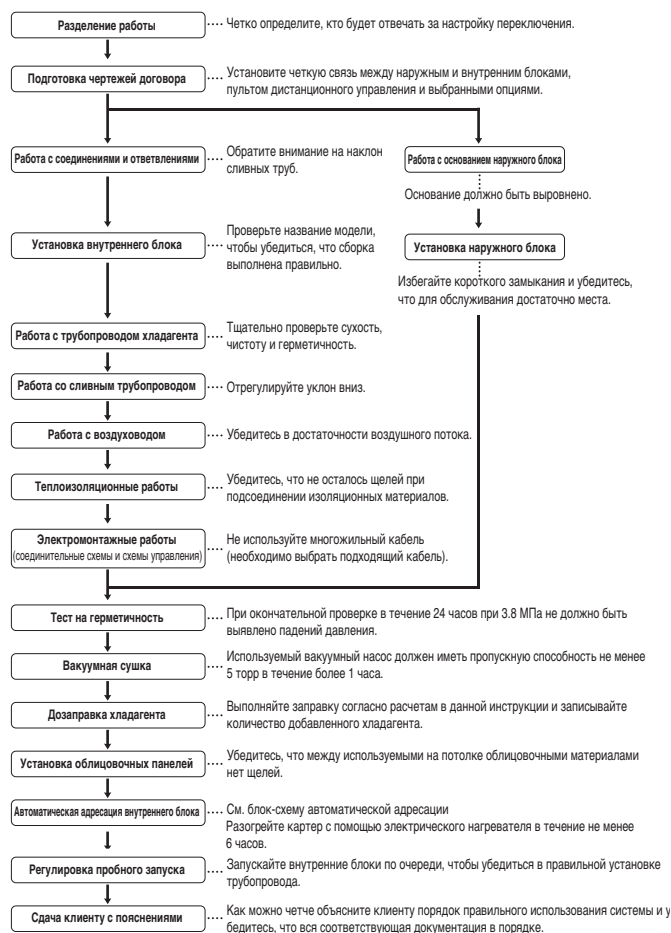 Разделение работы
Четко определите, кто будет отвечать за настройку переключения.
Подготовка чертежей договора
Установите четкую связь между наружным и внутренним блоками,
пультом дистанционного управления и выбранными опциями.
Работа с соединениями и ответвлениями
Обратите внимание на наклон
сливных труб.
Работа с основанием наружного блока
Основание должно быть выровнено.
Установка внутреннего блока
Проверьте название модели,
чтобы убедиться, что сборка
выполнена правильно.
Установка наружного блока
Избегайте короткого замыкания и убедитесь,
что для обслуживания достаточно места.
Работа с трубопроводом хладагента
Тщательно проверьте сухость,
чистоту и герметичность.
Работа со сливным трубопроводом
Отрегулируйте уклон вниз.
Работа с воздуховодом
Убедитесь в достаточности воздушного потока.
Теплоизоляционные работы
Убедитесь, что не осталось щелей при
подсоединении изоляционных материалов.
Электромонтажные работы
(соединительные схемы и схемы управления)
Не используйте многожильный кабель
(необходимо выбрать подходящий кабель).
Тест на герметичность
При окончательной проверке в течение 24 часов при 3.8 МПа не должно быть
выявлено падений давления.
Вакуумная сушка
Используемый вакуумный насос должен иметь пропускную способность не менее
5 торр в течение более 1 часа.
Дозаправка хладагента
Выполняйте заправку согласно расчетам в данной инструкции и записывайте
количество добавленного хладагента.
Установка облицовочных панелей
Убедитесь, что между используемыми на потолке облицовочными материалами
нет щелей.
Автоматическая адресация внутреннего блока
См. блок-схему автоматической адресации
Разогрейте картер с помощью электрического нагревателя в течение не менее
6 часов.
Регулировка пробного запуска
Запускайте внутренние блоки по очереди, чтобы убедиться в правильной установке
трубопровода.
Сдача клиенту с пояснениями
Как можно четче объясните клиенту порядок правильного использования системы и у
бедитесь, что вся соответствующая документация в порядке.